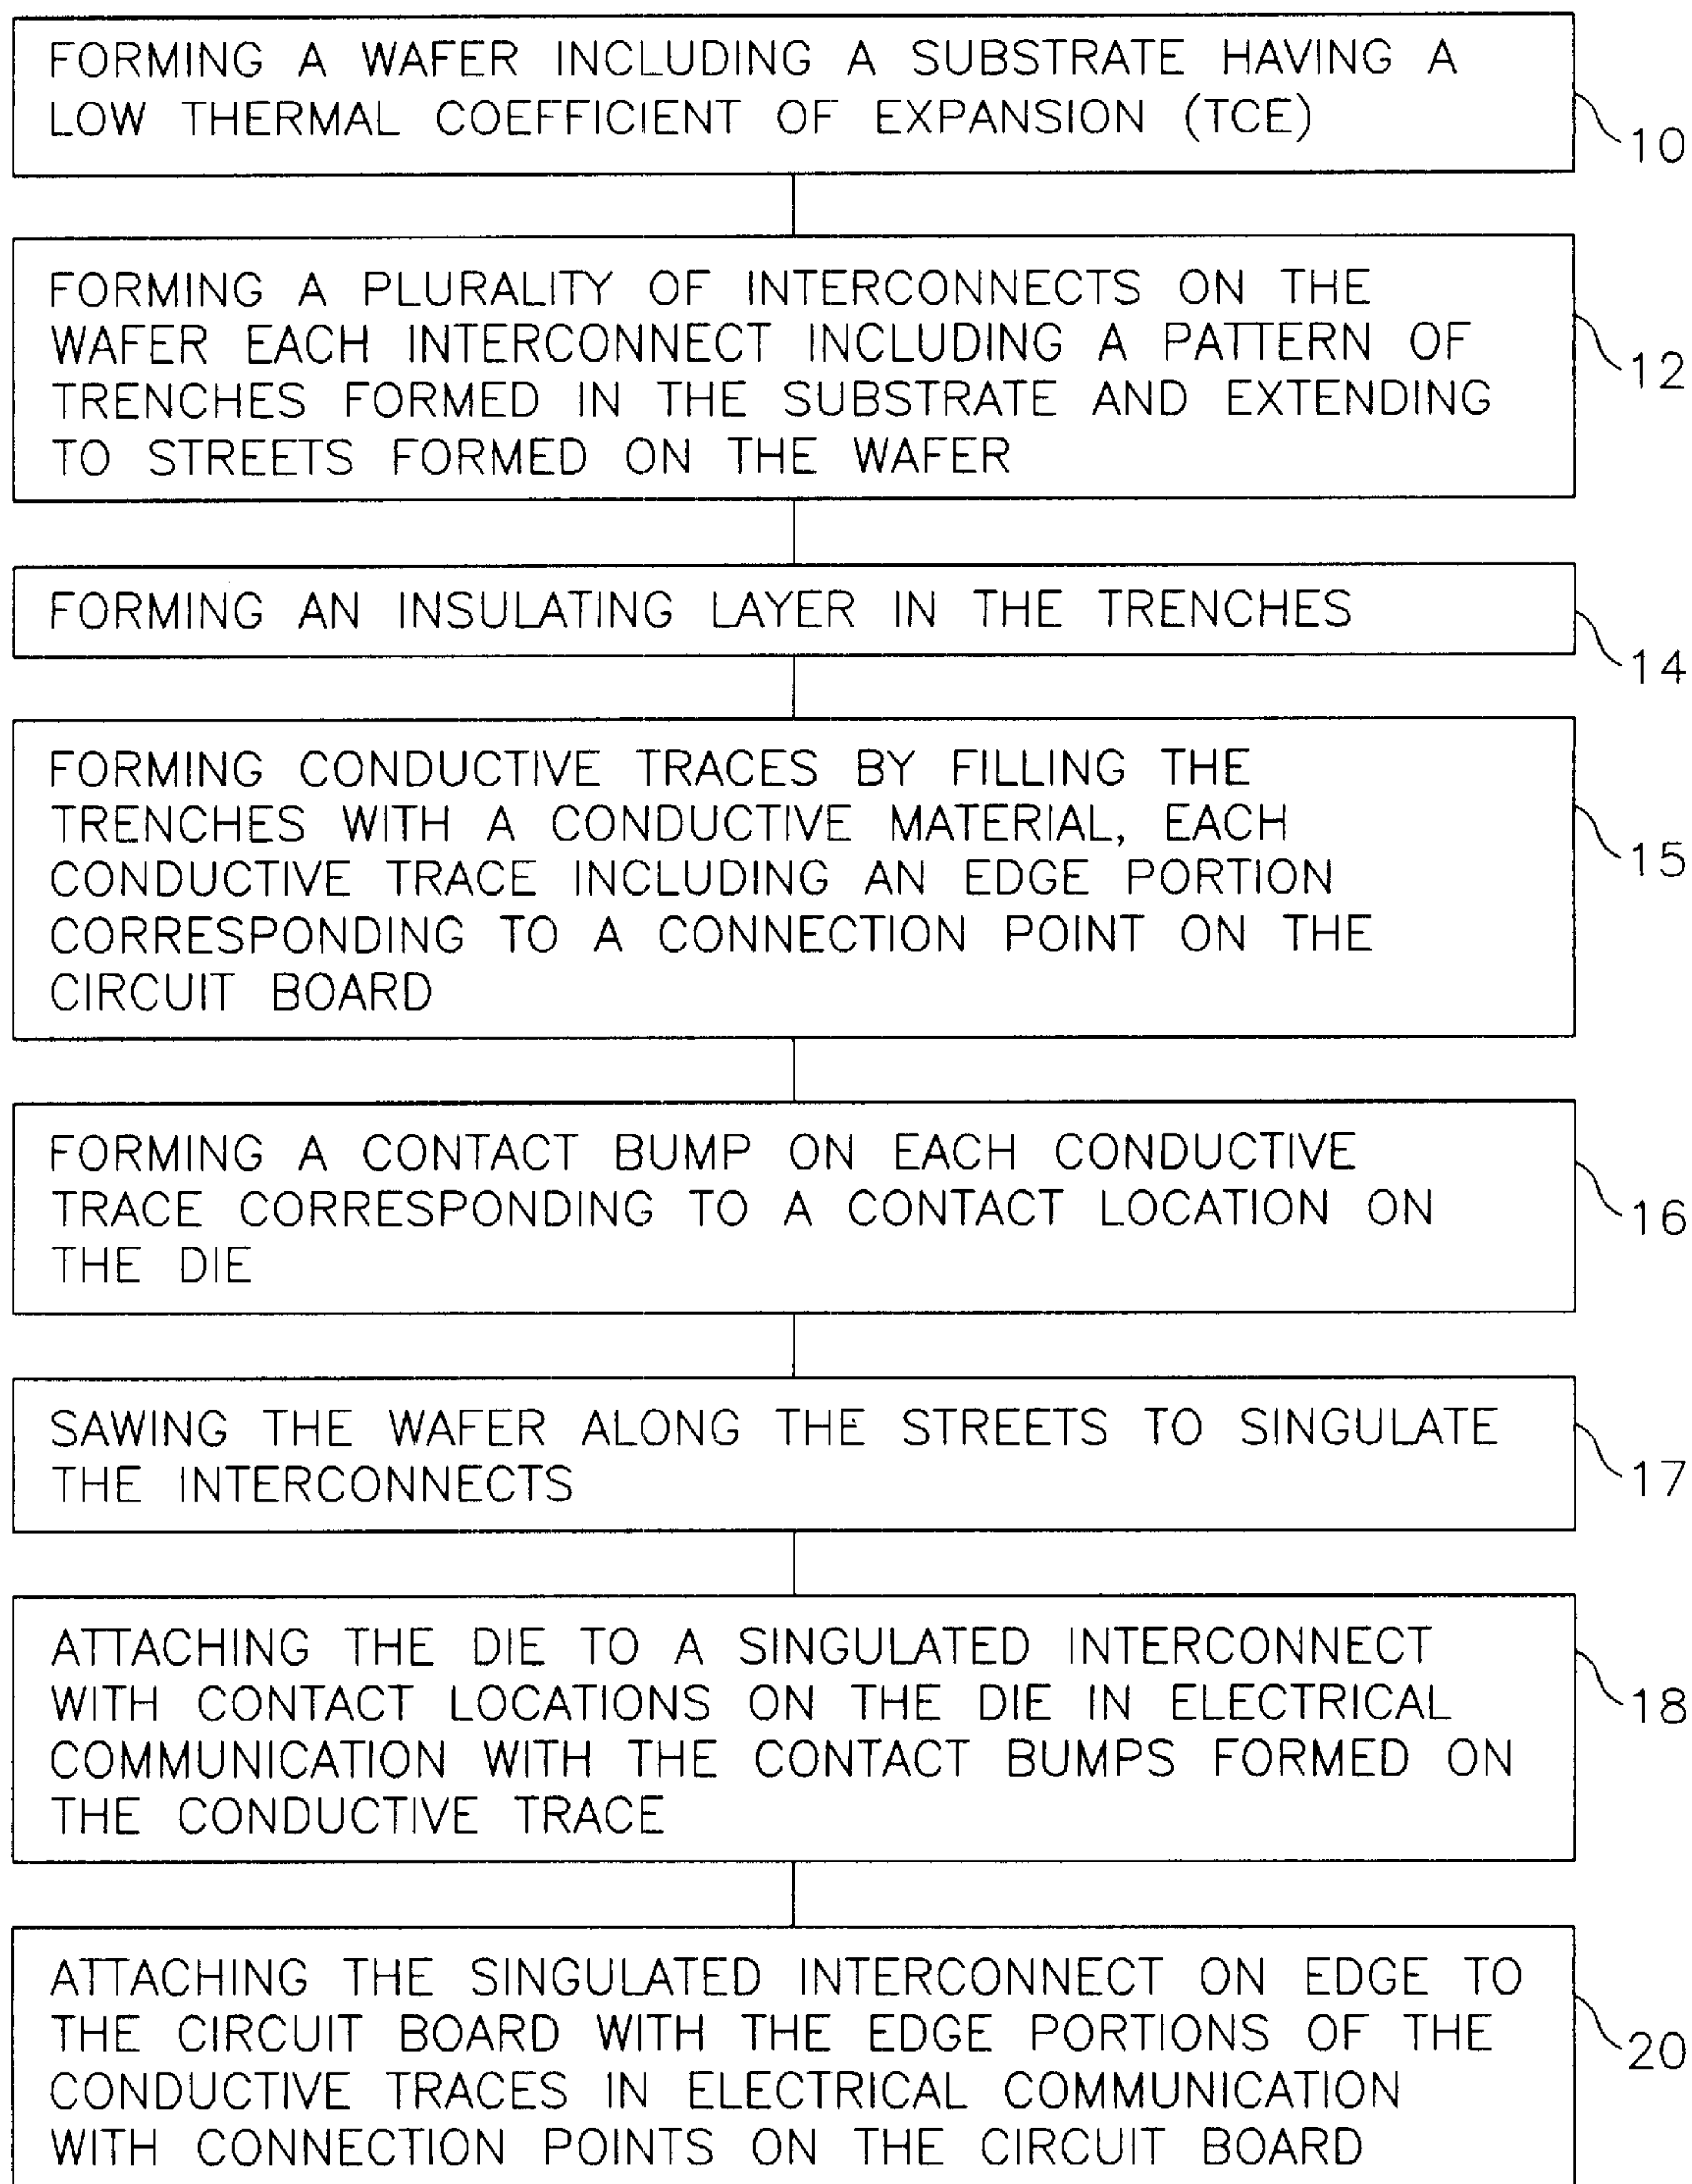 FORMING A WAFER INCLUDING A SUBSTRATE HAVING A
LOW THERMAL COEFFICIENT OF EXPANSION (TCE)
10
FORMING A PLURALITY OF INTERCONNECTS ON THE
WAFER EACH INTERCONNECT INCLUDING A PATTERN OF
TRENCHES FORMED IN THE SUBSTRATE AND EXTENDING
TO STREETS FORMED ON THE WAFER
12
FORMING AN INSULATING LAYER IN THE TRENCHES
14
FORMING CONDUCTIVE TRACES BY FILLING THE
TRENCHES WITH A CONDUCTIVE MATERIAL, EACH
CONDUCTIVE TRACE INCLUDING AN EDGE PORTION
CORRESPONDING TO A CONNECTION POINT ON THE
CIRCUIT BOARD
15
FORMING A CONTACT BUMP ON EACH CONDUCTIVE
TRACE CORRESPONDING TO A CONTACT LOCATION ON
THE DIE
16
SAWING THE WAFER ALONG THE STREETS TO SINGULATE
THE INTERCONNECTS
17
ATTACHING THE DIE TO A SINGULATED INTERCONNECT
WITH CONTACT LOCATIONS ON THE DIE IN ELECTRICAL
COMMUNICATION WITH THE CONTACT BUMPS FORMED ON
THE CONDUCTIVE TRACE
18
ATTACHING THE SINGULATED INTERCONNECT ON EDGE TO
THE CIRCUIT BOARD WITH THE EDGE PORTIONS OF THE
CONDUCTIVE TRACES IN ELECTRICAL COMMUNICATION
WITH CONNECTION POINTS ON THE CIRCUIT BOARD
20